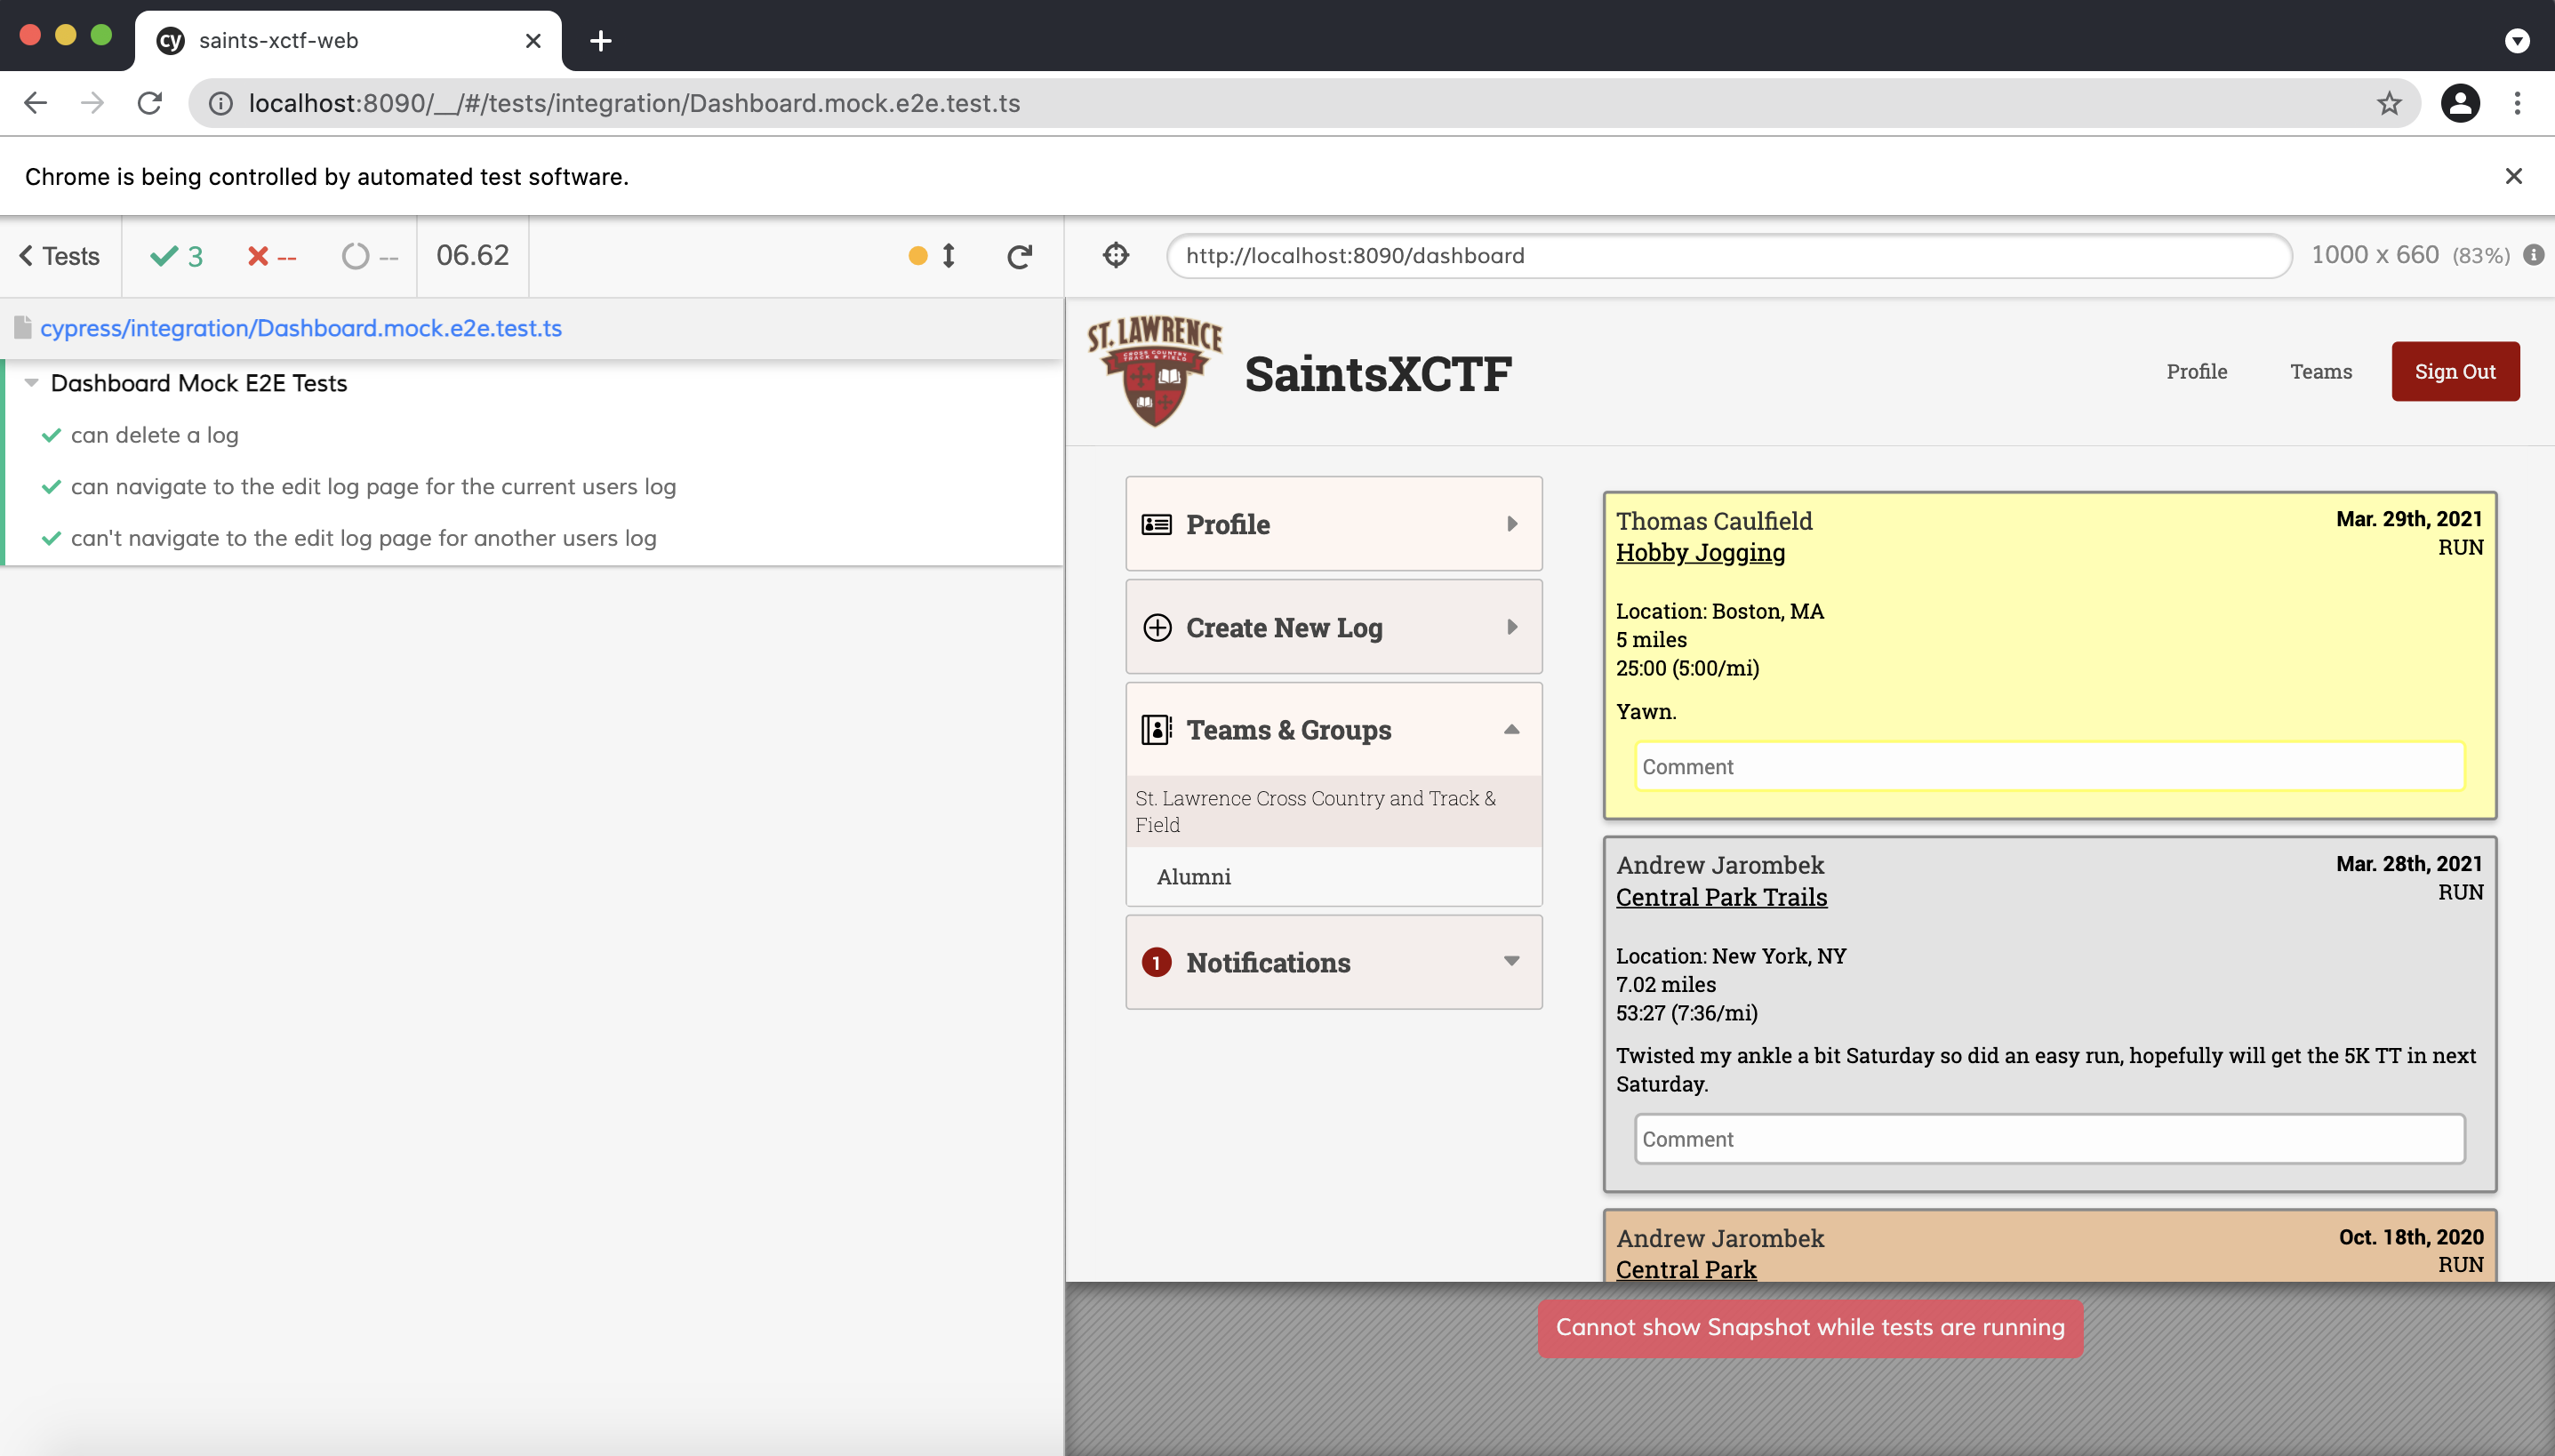 cy saints-xctf-web
localhost:8090/__/#/tests/integration/Dashboard.mock.e2e.test.ts
Chrome is being controlled by automated test software.
Tests 3 -- -- 06.62
http://localhost:8090/dashboard 1000 x 660 (83%)
cypress/integration/Dashboard.mock.e2e.test.ts
Dashboard Mock E2E Tests
can delete a log
can navigate to the edit log page for the current users log
can't navigate to the edit log page for another users log
ST. LAWRENCE
CROSS COUNTRY
TRACK & FIELD
SaintsXCTF
Profile Teams Sign Out
Profile
Create New Log
Teams & Groups
St. Lawrence Cross Country and Track &
Field
Alumni
1 Notifications
Thomas Caulfield Mar. 29th, 2021
Hobby Jogging RUN
Location: Boston, MA
5 miles
25:00 (5:00/mi)
Yawn.
Comment
Andrew Jarombek Mar. 28th, 2021
Central Park Trails RUN
Location: New York, NY
7.02 miles
53:27 (7:36/mi)
Twisted my ankle a bit Saturday so did an easy run, hopefully will get the 5K TT in next
Saturday.
Comment
Andrew Jarombek Oct. 18th, 2020
Central Park RUN
Cannot show Snapshot while tests are running